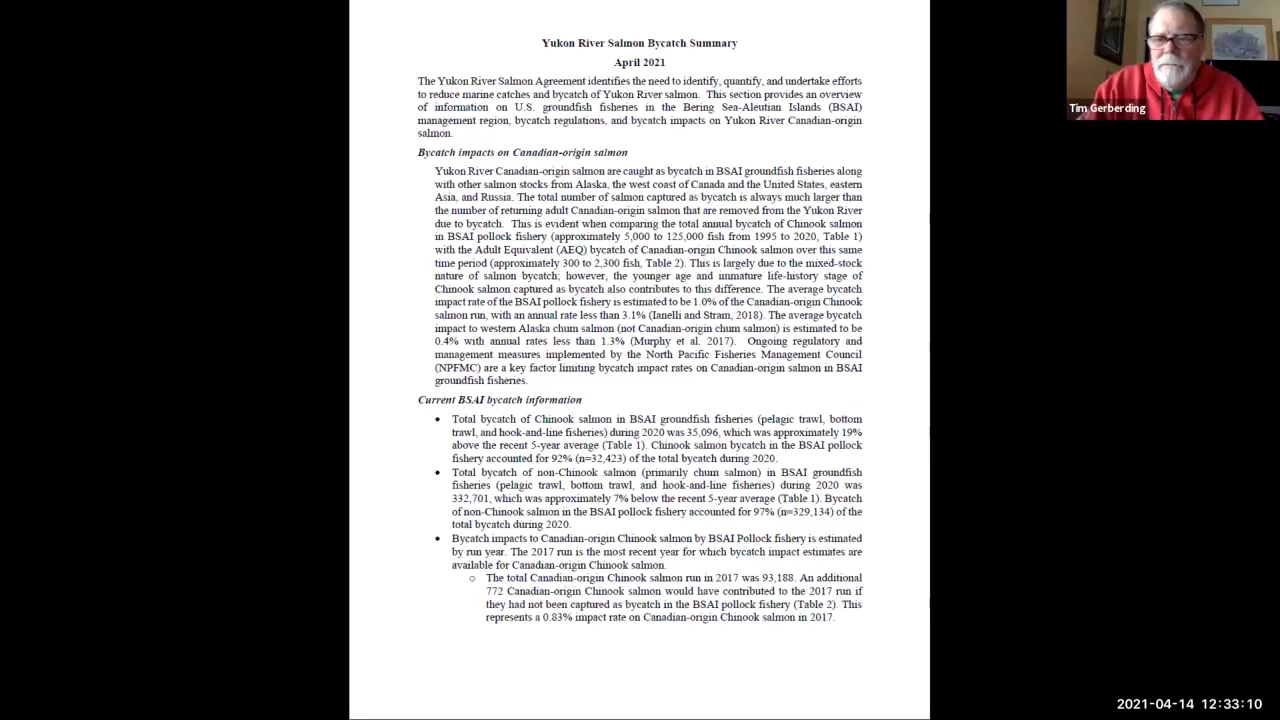 Yukon River Salmon Bycatch Summary
April 2021
The Yukon River Salmon Agreement identifies the need to identify, quantify, and undertake efforts
to reduce marine catches and bycatch of Yukon River salmon. This section provides an overview
of information on U.S. groundfish fisheries in the Bering Sea-Aleutian Islands (BSAI)
management region, bycatch regulations, and bycatch impacts on Yukon River Canadian-origin
salmon.
Bycatch impacts on Canadian-origin salmon
Yukon River Canadian-origin salmon are caught as bycatch in BSAI groundfish fisheries along
with other salmon stocks from Alaska, the west coast of Canada and the United States, eastern
Asia, and Russia. The total number of salmon captured as bycatch is always much larger than
the number of returning adult Canadian-origin salmon that are removed from the Yukon River
due to bycatch. This is evident when comparing the total annual bycatch of Chinook salmon
in BSAI pollock fishery (approximately 5,000 to 125,000 fish from 1995 to 2020, Table 1)
with the Adult Equivalent (AEQ) bycatch of Canadian-origin Chinook salmon over this same
time period (approximately 300 to 2,300 fish, Table 2). This is largely due to the mixed-stock
nature of salmon bycatch; however, the younger age and immature life-history stage of
Chinook salmon captured as bycatch also contributes to this difference. The average bycatch
impact rate of the BSAI pollock fishery is estimated to be 1.0% of the Canadian-origin Chinook
salmon run, with an annual rate less than 3.1% (Ianelli and Stram, 2018). The average bycatch
impact to western Alaska chum salmon (not Canadian-origin chum salmon) is estimated to be
0.4% with annual rates less than 1.3% (Murphy et al. 2017). Ongoing regulatory and
management measures implemented by the North Pacific Fisheries Management Council
(NPFMC) are a key factor limiting bycatch impact rates on Canadian-origin salmon in BSAI
groundfish fisheries.
Current BSAI bycatch information
• Total bycatch of Chinook salmon in BSAI groundfish fisheries (pelagic trawl, bottom
trawl, and hook-and-line fisheries) during 2020 was 35,096, which was approximately 19%
above the recent 5-year average (Table 1). Chinook salmon bycatch in the BSAI pollock
fishery accounted for 92% (n=32,423) of the total bycatch during 2020.
• Total bycatch of non-Chinook salmon (primarily chum salmon) in BSAI groundfish
fisheries (pelagic trawl, bottom trawl, and hook-and-line fisheries) during 2020 was
332,701, which was approximately 7% below the recent 5-year average (Table 1). Bycatch
of non-Chinook salmon in the BSAI pollock fishery accounted for 97% (n=329,134) of the
total bycatch during 2020.
• Bycatch impacts to Canadian-origin Chinook salmon by BSAI Pollock fishery is estimated
by run year. The 2017 run is the most recent year for which bycatch impact estimates are
available for Canadian-origin Chinook salmon.
○ The total Canadian-origin Chinook salmon run in 2017 was 93,188. An additional
772 Canadian-origin Chinook salmon would have contributed to the 2017 run if
they had not been captured as bycatch in the BSAI pollock fishery (Table 2). This
represents a 0.83% impact rate on Canadian-origin Chinook salmon in 2017.
Tim Gerberding
2021-04-14 12:33:10